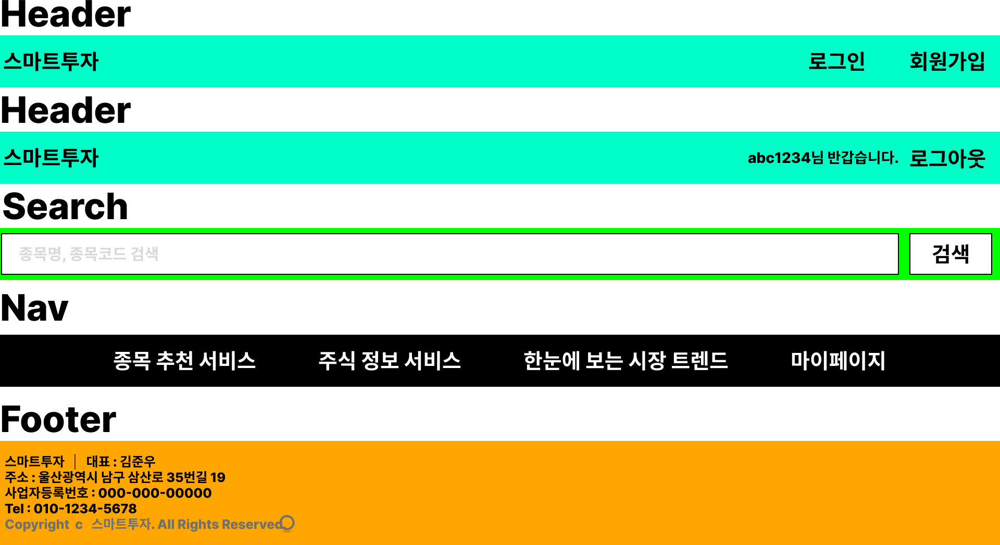 Header
스마트투자 로그인 회원가입
Header
스마트투자 abc1234님 반갑습니다. 로그아웃
Search
종목명, 종목코드 검색 검색
Nav
종목 추천 서비스 주식 정보 서비스 한눈에 보는 시장 트렌드 마이페이지
Footer
스마트투자 | 대표 : 김준우
주소 : 울산광역시 남구 삼산로 35번길 19
사업자등록번호 : 000-000-00000
Tel : 010-1234-5678
Copyright c 스마트투자. All Rights Reserved.